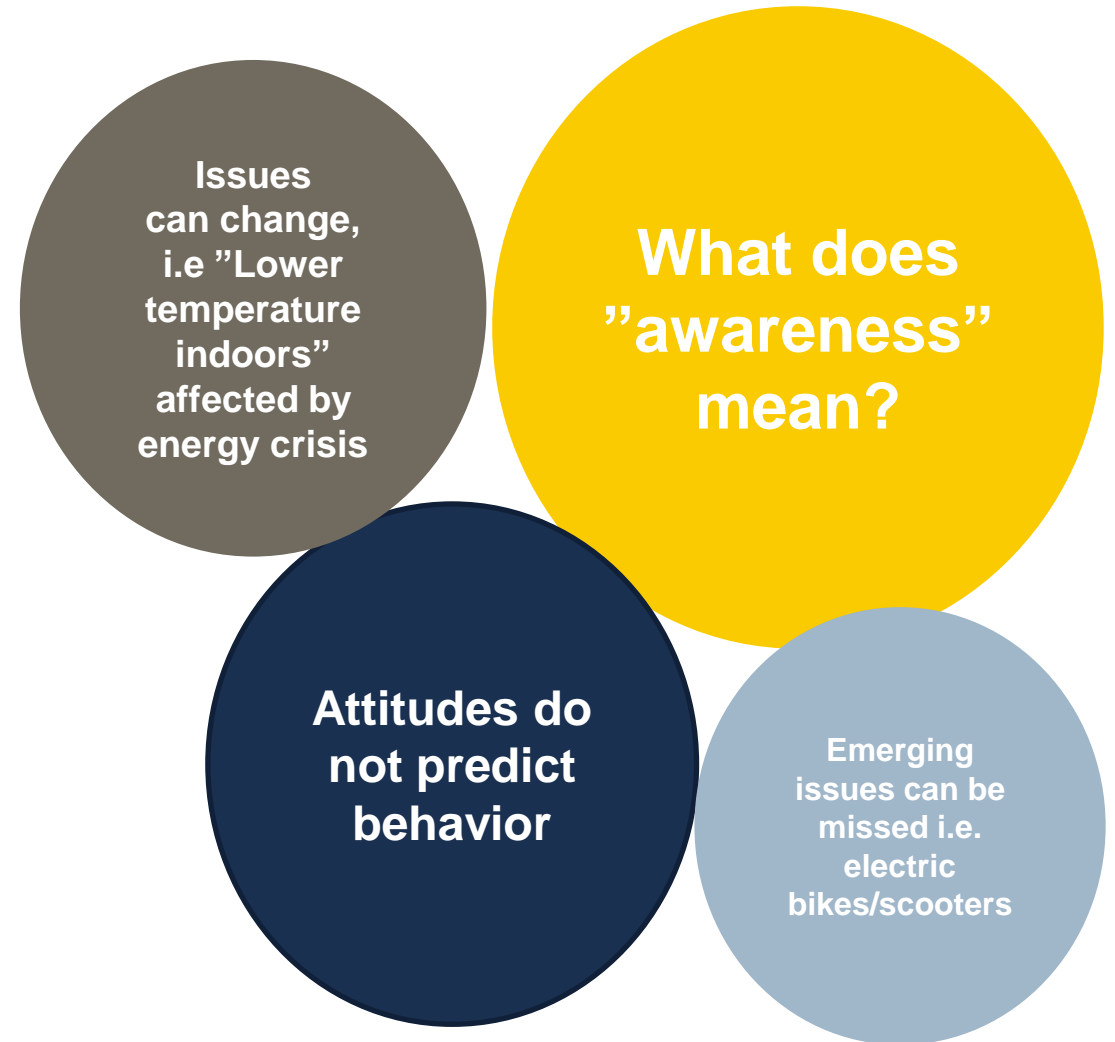 Issues
can change,
i.e ”Lower
temperature
indoors”
affected by
energy crisis
What does
”awareness”
mean?
Attitudes do
not predict
behavior
Emerging
issues can be
missed i.e.
electric
bikes/scooters